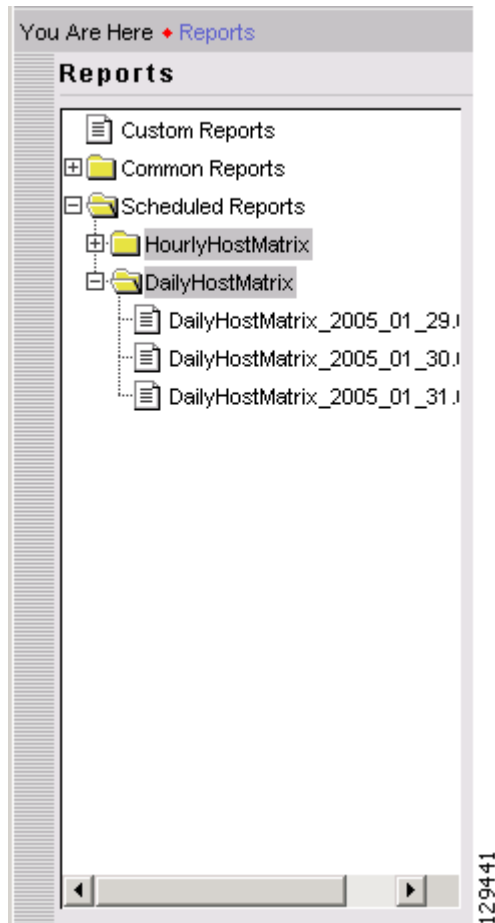 You Are Here ♦ Reports
Reports
Custom Reports
Common Reports
Scheduled Reports
HourlyHostMatrix
DailyHostMatrix
DailyHostMatrix_2005_01_29.
DailyHostMatrix_2005_01_30.
DailyHostMatrix_2005_01_31.
129441